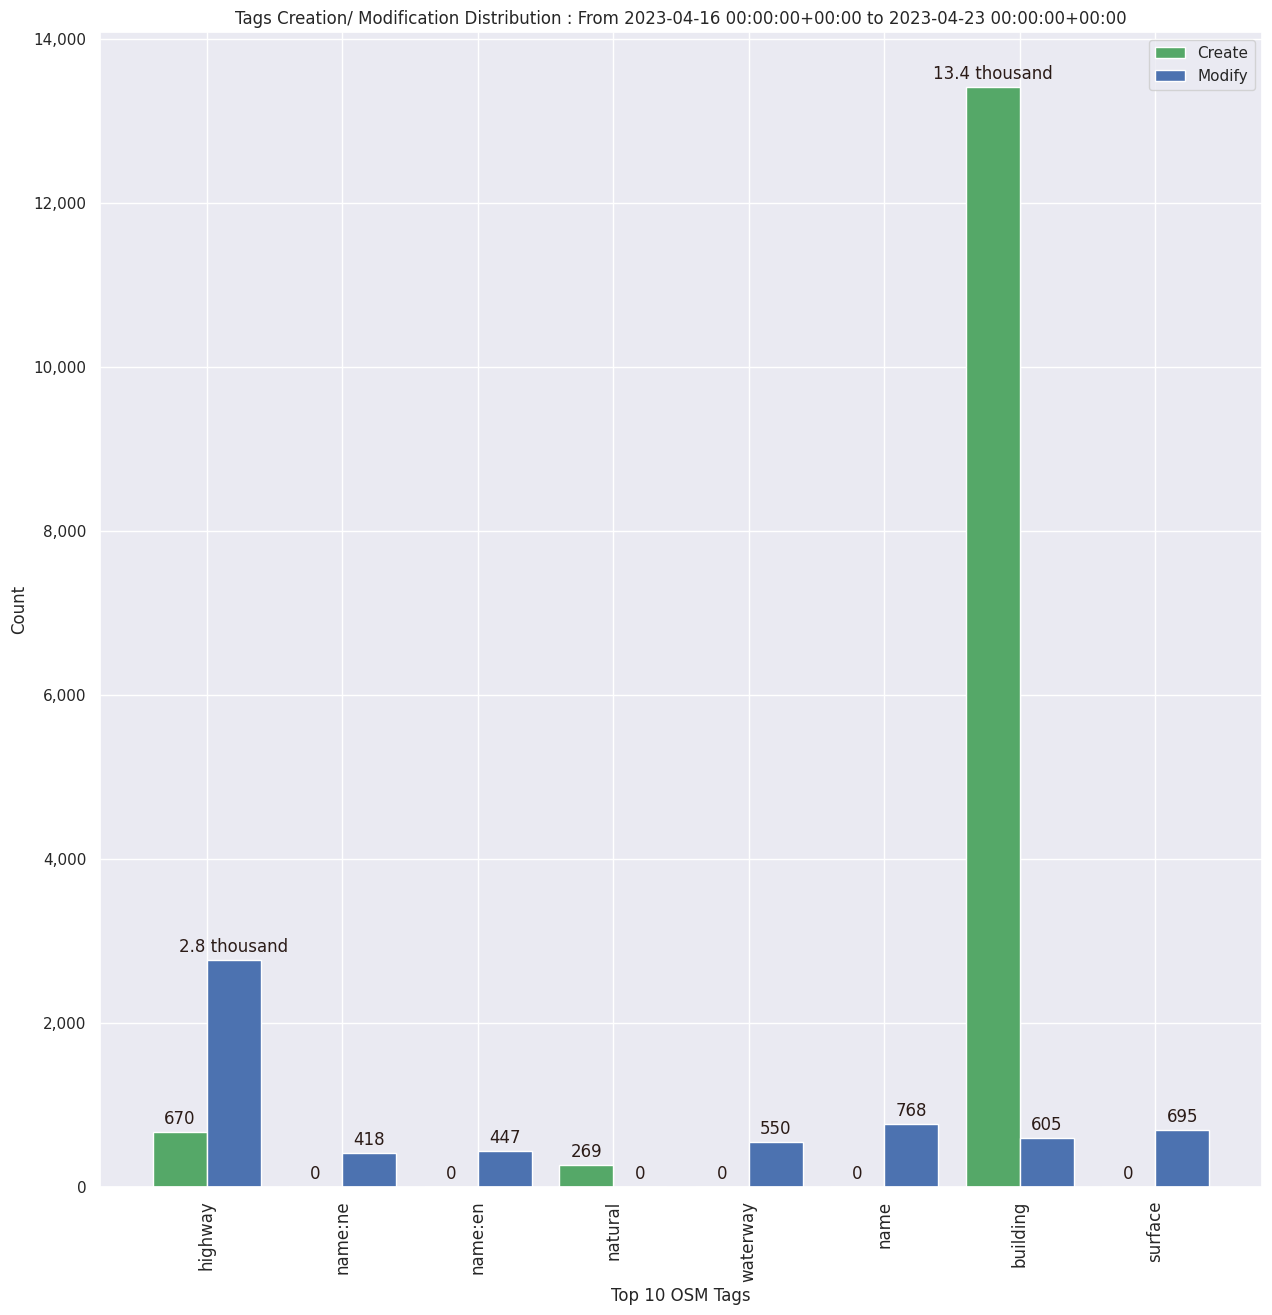 Tags Creation/ Modification Distribution : From 2023-04-16 00:00:00+00:00 to 2023-04-23 00:00:00+00:00
Create
Modify
14,000
12,000
10,000
8,000
6,000
4,000
2,000
0
Count
13.4 thousand
2.8 thousand
670
0
418
0
447
269
0
0
550
0
768
605
0
695
highway
name:ne
name:en
natural
waterway
name
building
surface
Top 10 OSM Tags